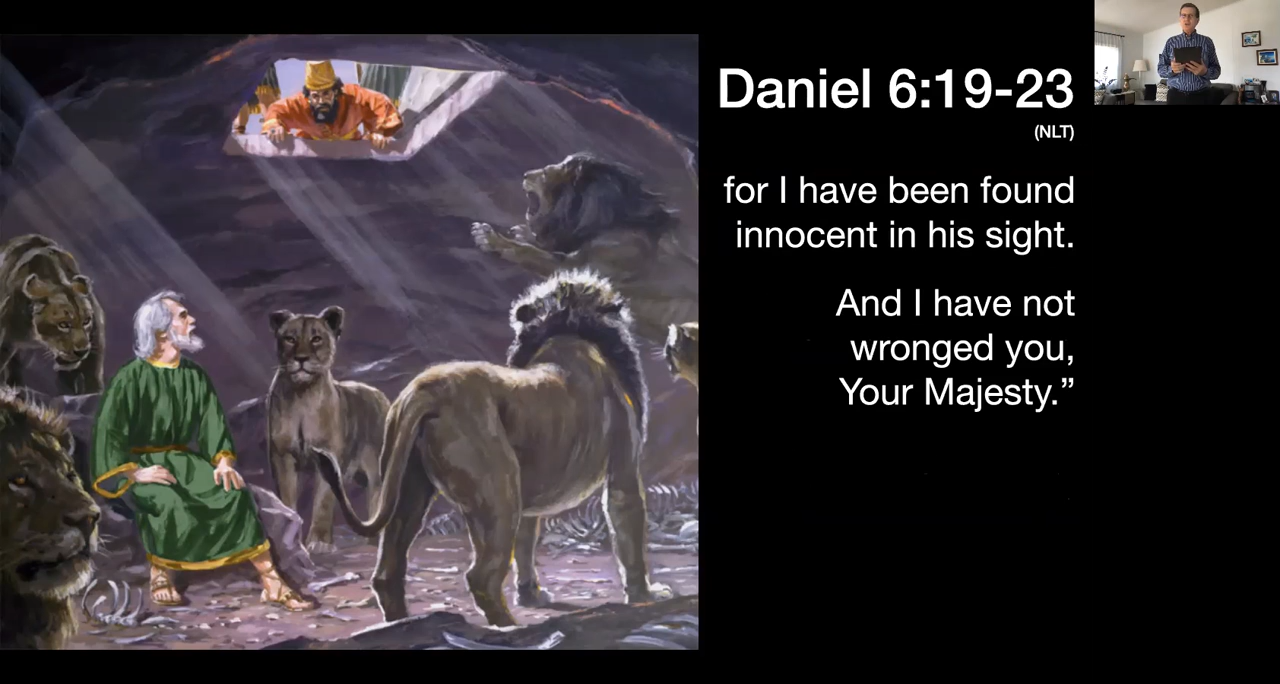 Daniel 6:19-23
(NLT)
for I have been found
innocent in his sight.
And I have not
wronged you,
Your Majesty.”